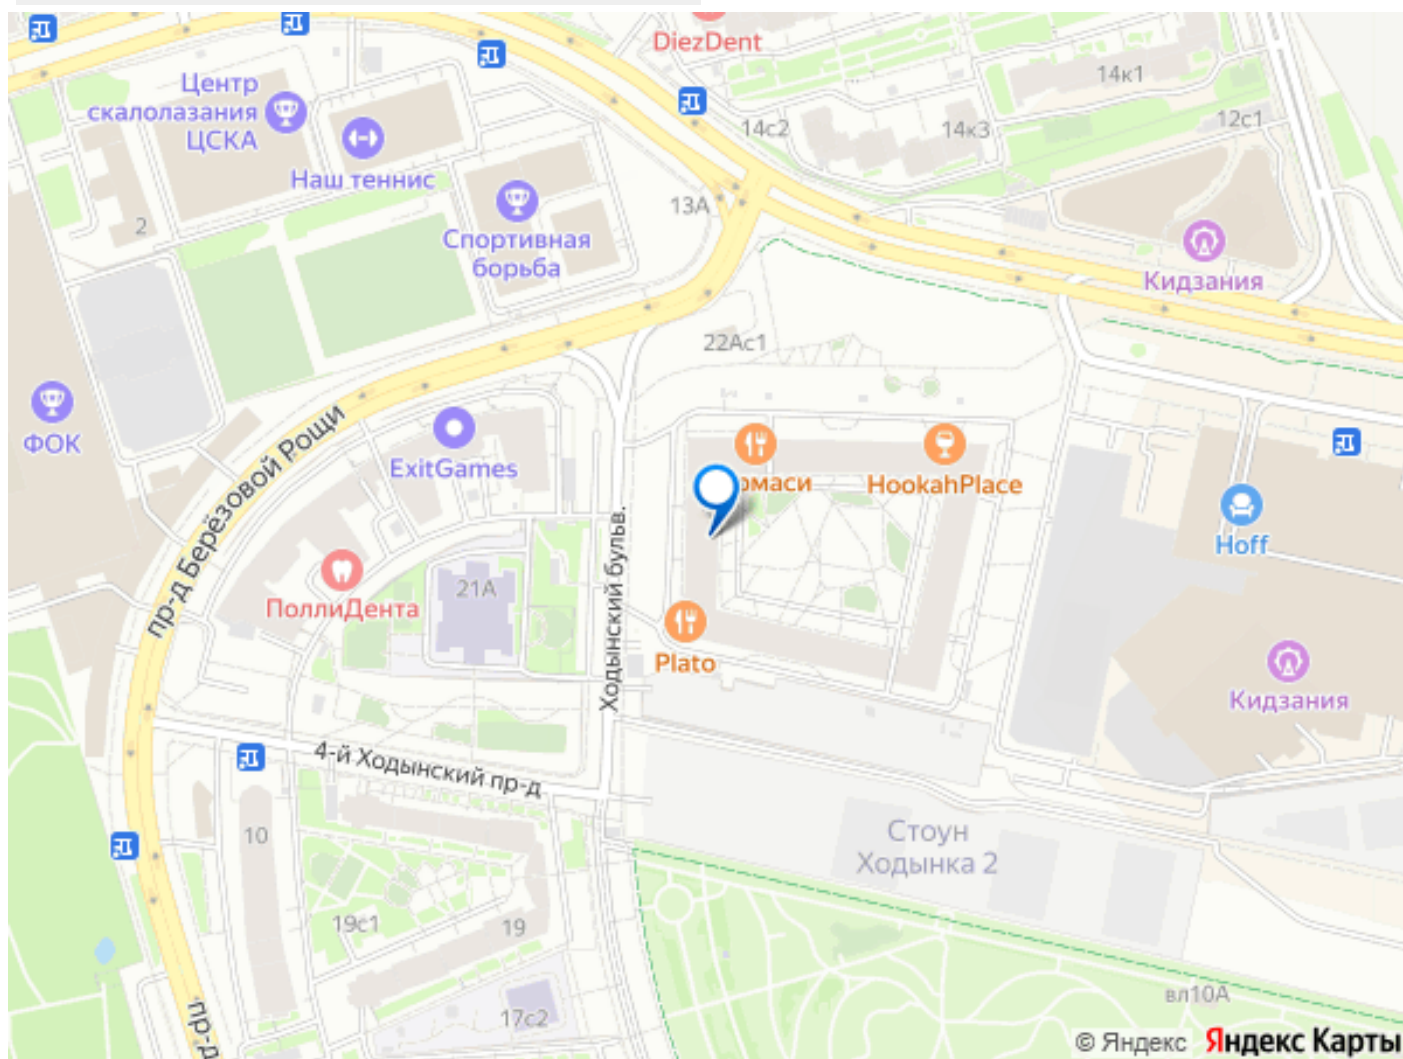 DiezDent
14к1
Центр
скалолазания
ЦСКА
14с2
14к3
12с1
Наш теннис
13А
2
Спортивная
борьба
Кидзания
22Ас1
ФОК
ExitGames
омаси
HookahPlace
пр-д Берёзовой Рощи
Ходынский бульв.
Hoff
21А
ПоллиДента
Plato
Кидзания
4-й Ходынский пр-д
10
Стоун
Ходынка 2
19с1
19
вл10А
17с2
пр-д
© Яндекс Яндекс Карты